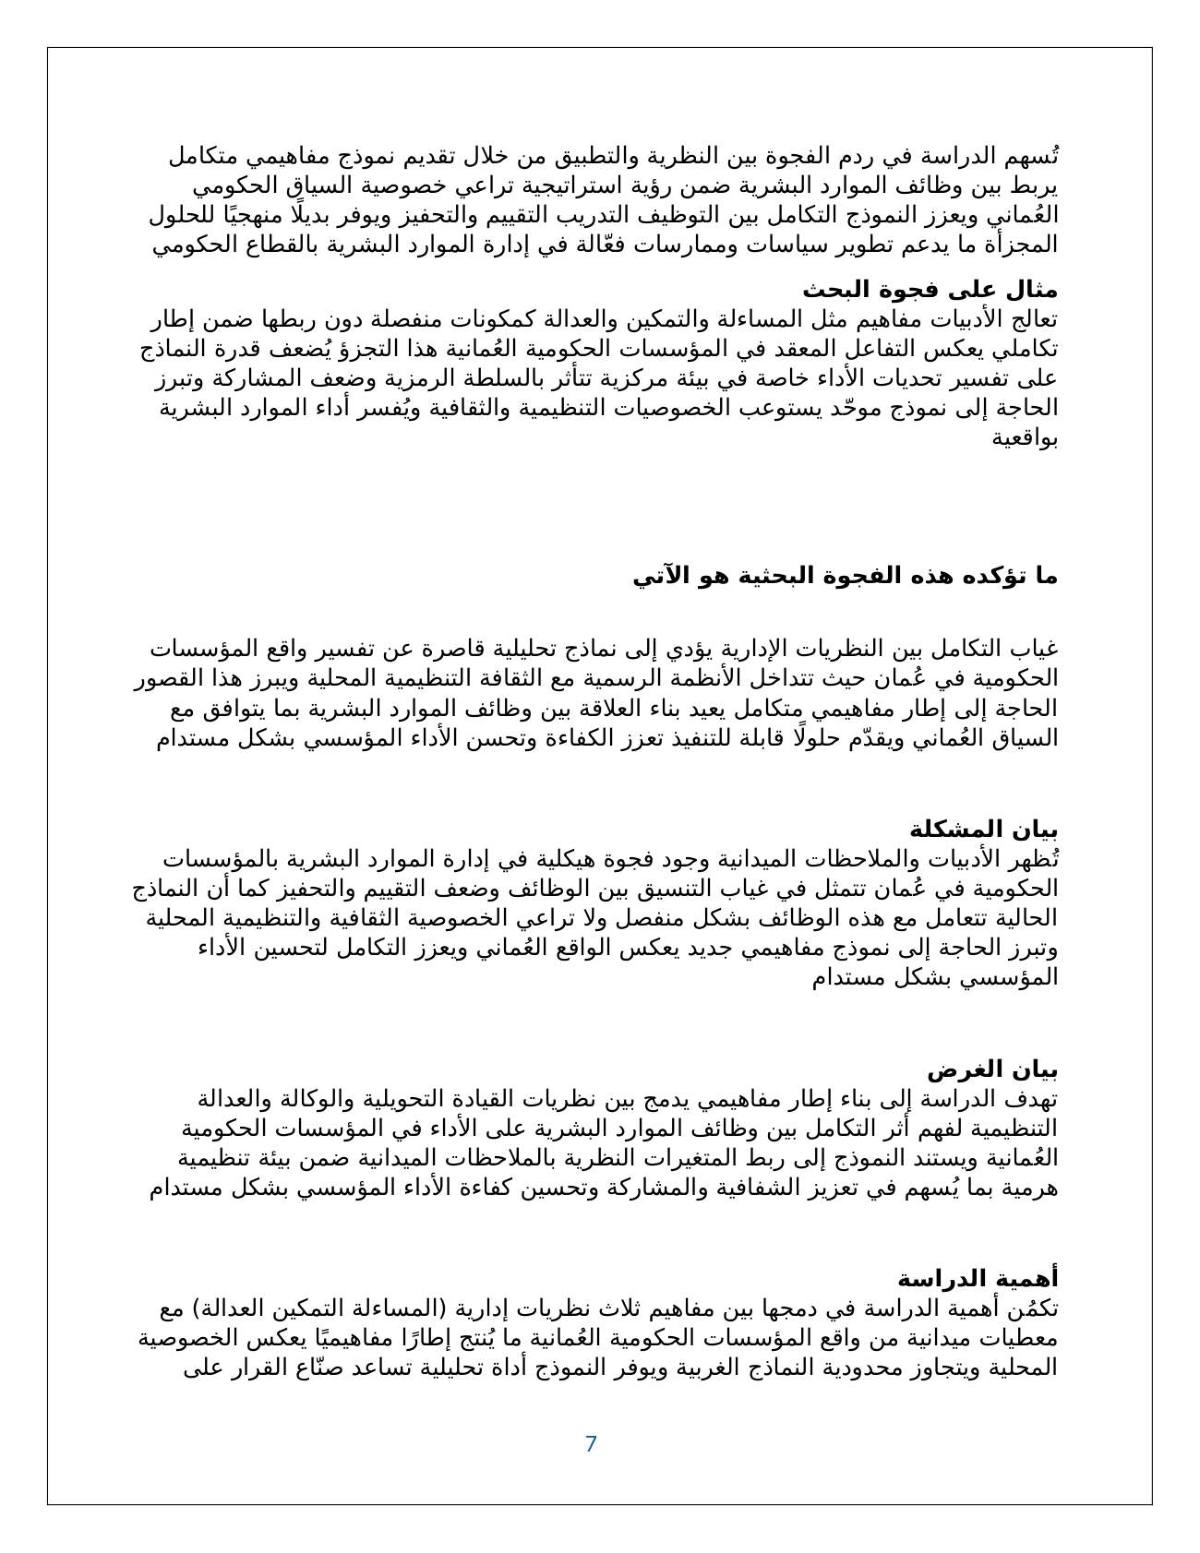 تُسهم الدراسة في ردم الفجوة بين النظرية والتطبيق من خلال تقديم نموذج مفاهيمي متكامل
يربط بين وظائف الموارد البشرية ضمن رؤية استراتيجية تراعي خصوصية السياق الحكومي
العُماني ويعزز النموذج التكامل بين التوظيف التدريب التقييم والتحفيز ويوفر بديلًا منهجيًا للحلول
المجزأة ما يدعم تطوير سياسات وممارسات فعّالة في إدارة الموارد البشرية بالقطاع الحكومي
مثال على فجوة البحث
تعالج الأدبيات مفاهيم مثل المساءلة والتمكين والعدالة كمكونات منفصلة دون ربطها ضمن إطار
تكاملي يعكس التفاعل المعقد في المؤسسات الحكومية العُمانية هذا التجزؤ يُضعف قدرة النماذج
على تفسير تحديات الأداء خاصة في بيئة مركزية تتأثر بالسلطة الرمزية وضعف المشاركة وتبرز
الحاجة إلى نموذج موحّد يستوعب الخصوصيات التنظيمية والثقافية ويُفسر أداء الموارد البشرية
بواقعية
ما تؤكده هذه الفجوة البحثية هو الآتي
غياب التكامل بين النظريات الإدارية يؤدي إلى نماذج تحليلية قاصرة عن تفسير واقع المؤسسات
الحكومية في عُمان حيث تتداخل الأنظمة الرسمية مع الثقافة التنظيمية المحلية ويبرز هذا القصور
الحاجة إلى إطار مفاهيمي متكامل يعيد بناء العلاقة بين وظائف الموارد البشرية بما يتوافق مع
السياق العُماني ويقدّم حلولًا قابلة للتنفيذ تعزز الكفاءة وتحسن الأداء المؤسسي بشكل مستدام
بيان المشكلة
تُظهر الأدبيات والملاحظات الميدانية وجود فجوة هيكلية في إدارة الموارد البشرية بالمؤسسات
الحكومية في عُمان تتمثل في غياب التنسيق بين الوظائف وضعف التقييم والتحفيز كما أن النماذج
الحالية تتعامل مع هذه الوظائف بشكل منفصل ولا تراعي الخصوصية الثقافية والتنظيمية المحلية
وتبرز الحاجة إلى نموذج مفاهيمي جديد يعكس الواقع العُماني ويعزز التكامل لتحسين الأداء
المؤسسي بشكل مستدام
بيان الغرض
تهدف الدراسة إلى بناء إطار مفاهيمي يدمج بين نظريات القيادة التحويلية والوكالة والعدالة
التنظيمية لفهم أثر التكامل بين وظائف الموارد البشرية على الأداء في المؤسسات الحكومية
العُمانية ويستند النموذج إلى ربط المتغيرات النظرية بالملاحظات الميدانية ضمن بيئة تنظيمية
هرمية بما يُسهم في تعزيز الشفافية والمشاركة وتحسين كفاءة الأداء المؤسسي بشكل مستدام
أهمية الدراسة
تكمُن أهمية الدراسة في دمجها بين مفاهيم ثلاث نظريات إدارية (المساءلة التمكين العدالة) مع
معطيات ميدانية من واقع المؤسسات الحكومية العُمانية ما يُنتج إطارًا مفاهيميًا يعكس الخصوصية
المحلية ويتجاوز محدودية النماذج الغربية ويوفر النموذج أداة تحليلية تساعد صنّاع القرار على
7